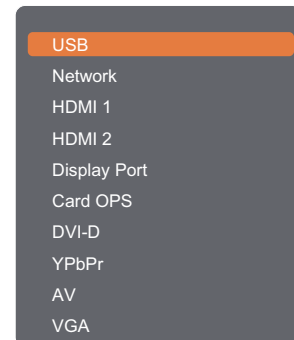 USB
Network
HDMI 1
HDMI 2
Display Port
Card OPS
DVI-D
YPbPr
AV
VGA